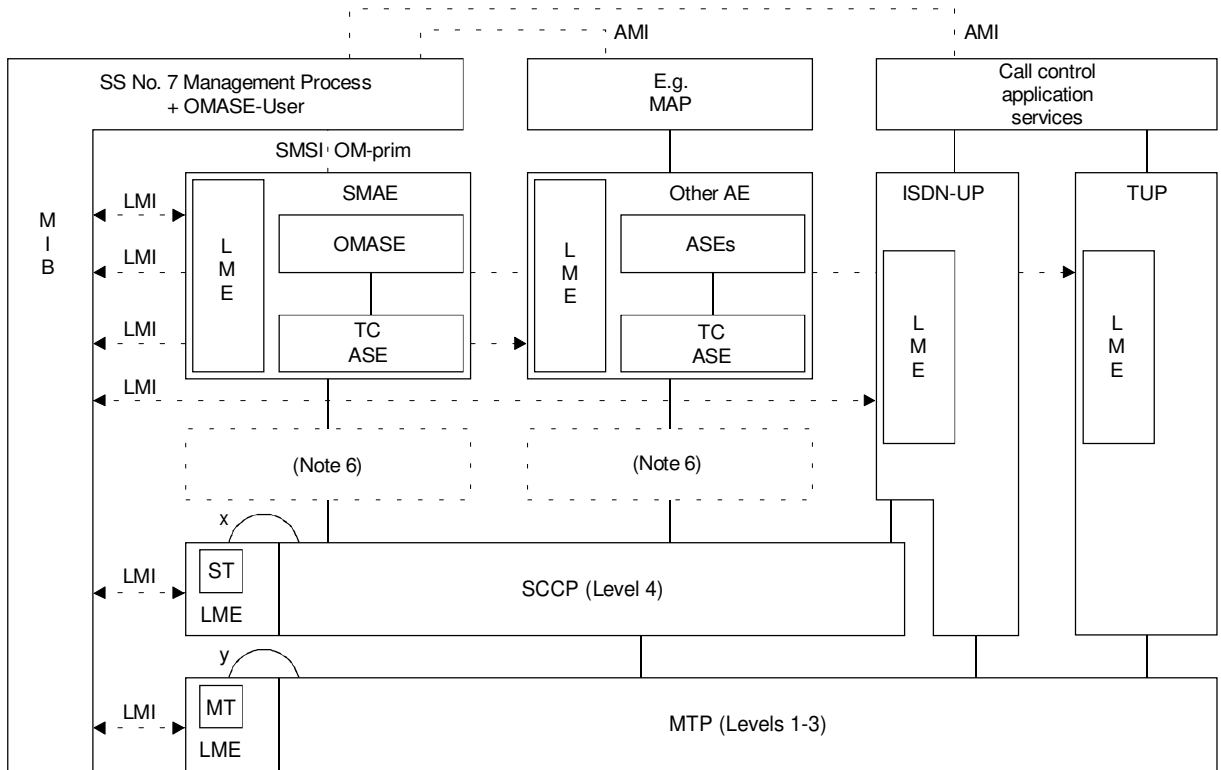 AMI
AMI
SS No. 7 Management Process
+ OMASE-User
E.g.
MAP
Call control
application
services
SMSI
OM-prim
M
I
B
LMI
LMI
LMI
LMI
LMI
LMI
L
M
E
SMAE
OMASE
TC
ASE
L
M
E
Other AE
ASEs
TC
ASE
ISDN-UP
L
M
E
TUP
L
M
E
(Note 6)
(Note 6)
x
ST
LME
SCCP (Level 4)
y
MT
LME
MTP (Levels 1-3)